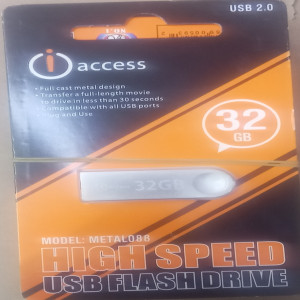 USB 2.0
i access
• Full cast metal design
• Transfer a full-length movie
to drive in less than 30 seconds
• Compatible with all USB ports
Plug and Use
32
GB
32GB
MODEL: METAL088
HIGH SPEED
USB FLASH DRIVE